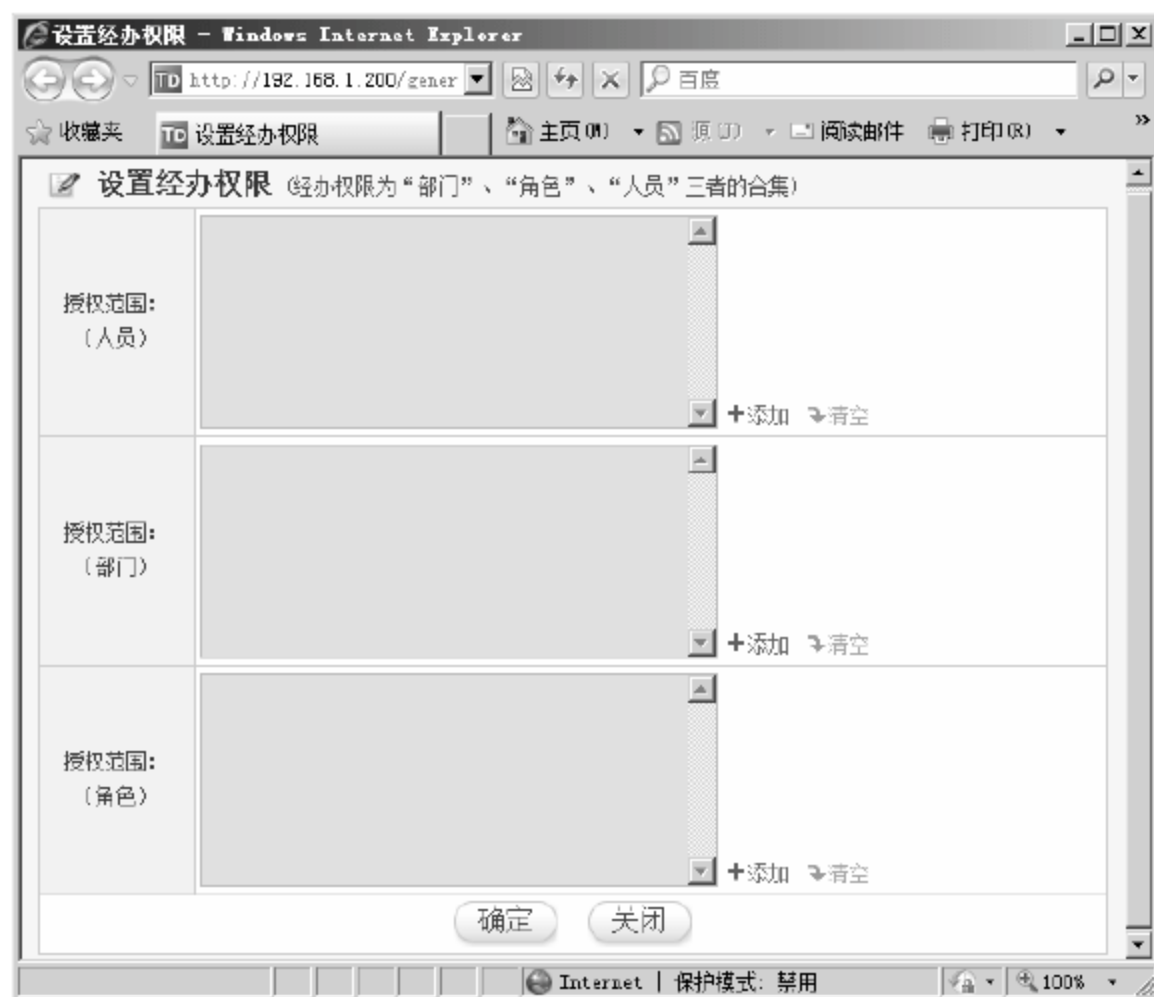 设置经办权限 - Windows Internet Explorer
TD http://192.168.1.200/gener 百度
收藏夹 TD 设置经办权限 主页(M) 源(J) 阅读邮件 打印(R) »
设置经办权限 (经办权限为“部门”、“角色”、“人员”三者的合集)
授权范围:
(人员)
添加 清空
授权范围:
(部门)
添加 清空
授权范围:
(角色)
添加 清空
确定 关闭
Internet | 保护模式: 禁用 100%